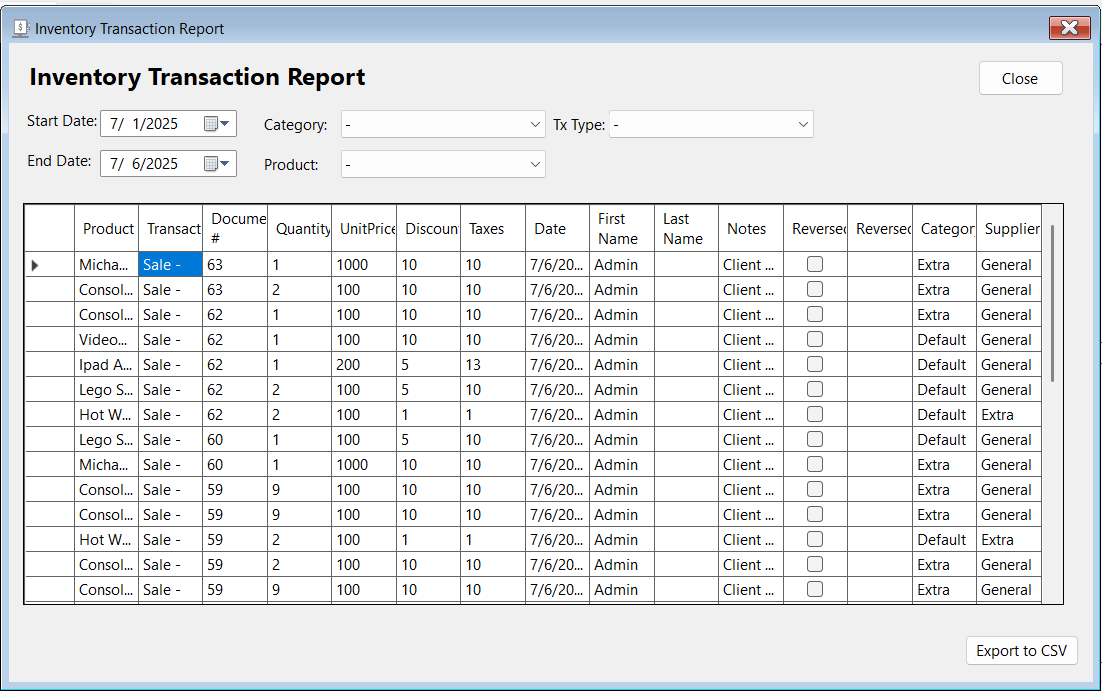 Inventory Transaction Report
Inventory Transaction Report
Close
Start Date: 7/ 1/2025 Category: - Tx Type: -
End Date: 7/ 6/2025 Product: -
Product Transact Docume # Quantity UnitPrice Discoun Taxes Date First Name Last Name Notes Reversed Reversed Category Supplier
Micha... Sale - 63 1 1000 10 10 7/6/20... Admin Client ... Extra General
Consol... Sale - 63 2 100 10 10 7/6/20... Admin Client ... Extra General
Consol... Sale - 62 1 100 10 10 7/6/20... Admin Client ... Extra General
Video... Sale - 62 1 100 10 10 7/6/20... Admin Client ... Default General
Ipad A... Sale - 62 1 200 5 13 7/6/20... Admin Client ... Default General
Lego S... Sale - 62 2 100 5 10 7/6/20... Admin Client ... Default General
Hot W... Sale - 62 2 100 1 1 7/6/20... Admin Client ... Default Extra
Lego S... Sale - 60 1 100 5 10 7/6/20... Admin Client ... Default General
Micha... Sale - 60 1 1000 10 10 7/6/20... Admin Client ... Extra General
Consol... Sale - 59 9 100 10 10 7/6/20... Admin Client ... Extra General
Consol... Sale - 59 9 100 10 10 7/6/20... Admin Client ... Extra General
Hot W... Sale - 59 2 100 1 1 7/6/20... Admin Client ... Default Extra
Consol... Sale - 59 2 100 10 10 7/6/20... Admin Client ... Extra General
Consol... Sale - 59 9 100 10 10 7/6/20... Admin Client ... Extra General
Export to CSV